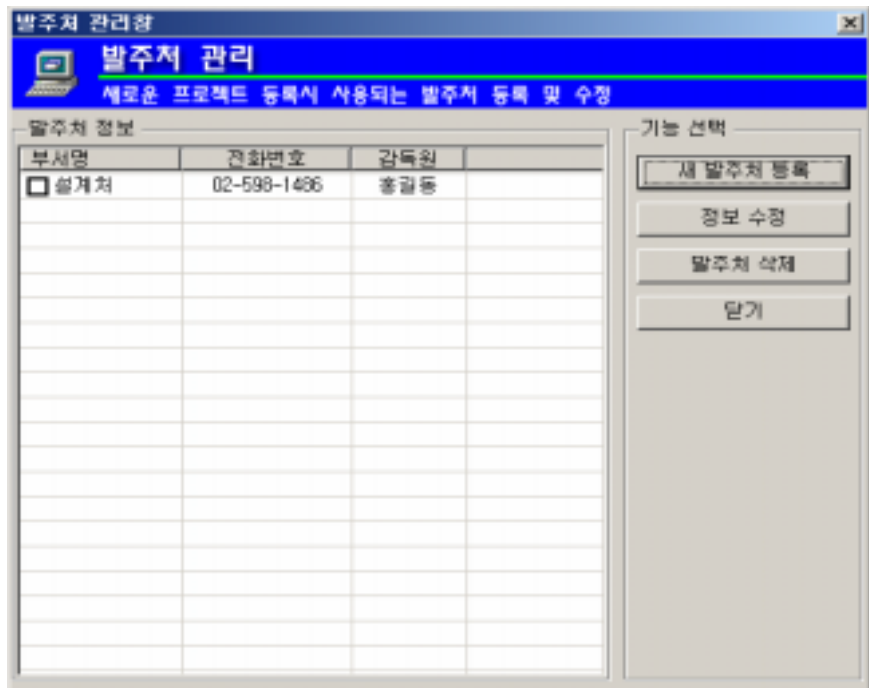 발주처 관리창
발주처 관리
새로운 프로젝트 등록시 사용되는 발주처 등록 및 수정
발주처 정보
부서명 전화번호 감독원
설계처 02-598-1486 홍길동
기능 선택
새 발주처 등록
정보 수정
발주처 삭제
닫기